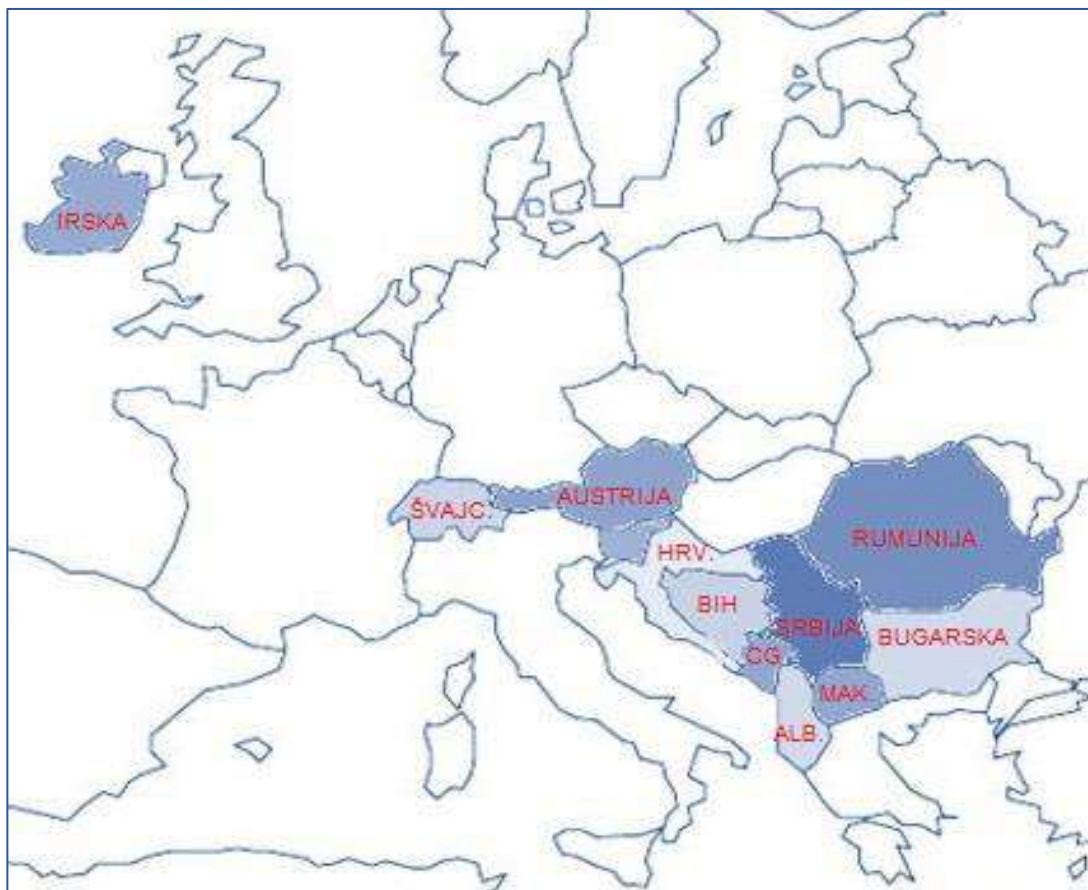 IRSKA
AUSTRIJA
ŠVAJC.
RUMUNIJA
HRV.
BIH
SRBIJA
BUGARSKA
CG
MAK.
ALB.